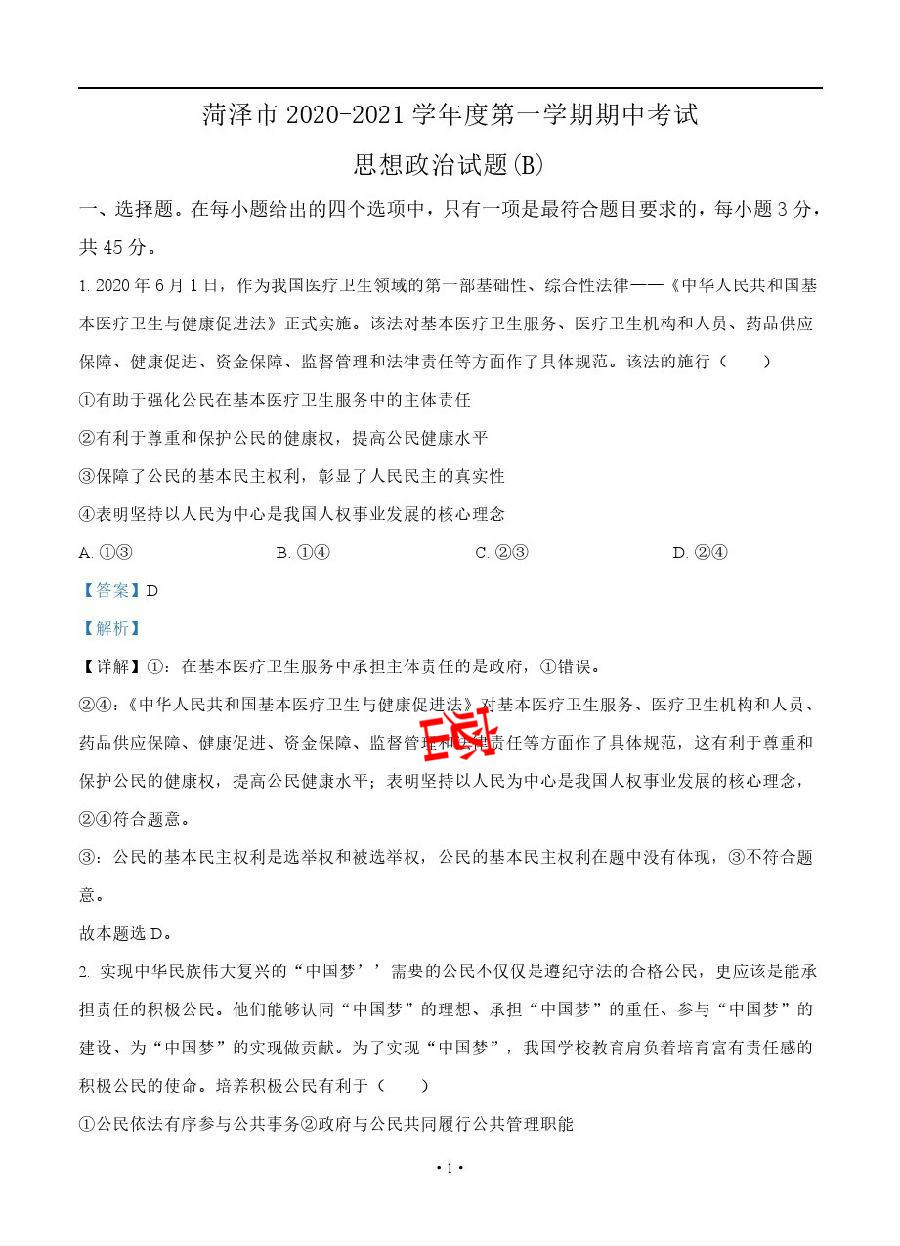 菏泽市 2020-2021 学年度第一学期期中考试
思想政治试题(B)
一、选择题。在每小题给出的四个选项中，只有一项是最符合题目要求的，每小题 3 分，
共 45 分。
1. 2020 年 6 月 1 日，作为我国医疗卫生领域的第一部基础性、综合性法律——《中华人民共和国基
本医疗卫生与健康促进法》正式实施。该法对基本医疗卫生服务、医疗卫生机构和人员、药品供应
保障、健康促进、资金保障、监督管理和法律责任等方面作了具体规范。该法的施行（　　）
①有助于强化公民在基本医疗卫生服务中的主体责任
②有利于尊重和保护公民的健康权，提高公民健康水平
③保障了公民的基本民主权利，彰显了人民民主的真实性
④表明坚持以人民为中心是我国人权事业发展的核心理念
A. ①③ B. ①④ C. ②③ D. ②④
【答案】D
【解析】
【详解】①：在基本医疗卫生服务中承担主体责任的是政府，①错误。
②④：《中华人民共和国基本医疗卫生与健康促进法》对基本医疗卫生服务、医疗卫生机构和人员、
药品供应保障、健康促进、资金保障、监督管理和法律责任等方面作了具体规范，这有利于尊重和
保护公民的健康权，提高公民健康水平；表明坚持以人民为中心是我国人权事业发展的核心理念，
②④符合题意。
③：公民的基本民主权利是选举权和被选举权，公民的基本民主权利在题中没有体现，③不符合题
意。
故本题选 D。
2. 实现中华民族伟大复兴的“中国梦’’需要的公民不仅仅是遵纪守法的合格公民，更应该是能承
担责任的积极公民。他们能够认同“中国梦”的理想、承担“中国梦”的重任、参与“中国梦”的
建设、为“中国梦”的实现做贡献。为了实现“中国梦”，我国学校教育肩负着培育富有责任感的
积极公民的使命。培养积极公民有利于（　　）
①公民依法有序参与公共事务②政府与公民共同履行公共管理职能
·1·